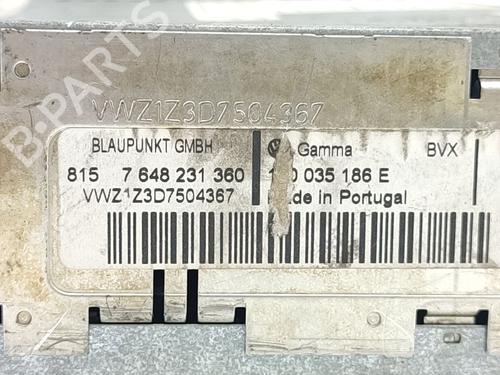 B-PARTS
VWZ1Z3D7504367
BLAUPUNKT GMBH
Gamma
BVX
815 7 648 231 360
035 186 E
VWZ1Z3D7504367
in Portugal